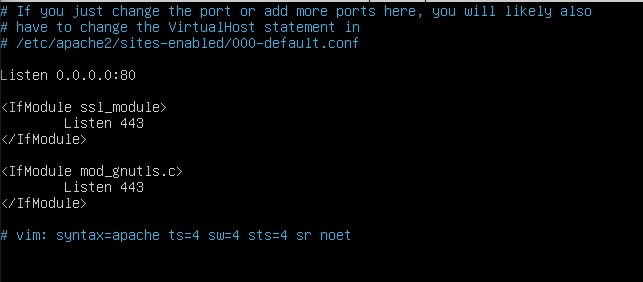 # If you just change the port or add more ports here, you will likely also
# have to change the VirtualHost statement in
# /etc/apache2/sites-enabled/000-default.conf
Listen 0.0.0.0:80
<IfModule ssl_module>
Listen 443
</IfModule>
<IfModule mod_gnutls.c>
Listen 443
</IfModule>
# vim: syntax=apache ts=4 sw=4 sts=4 sr noet